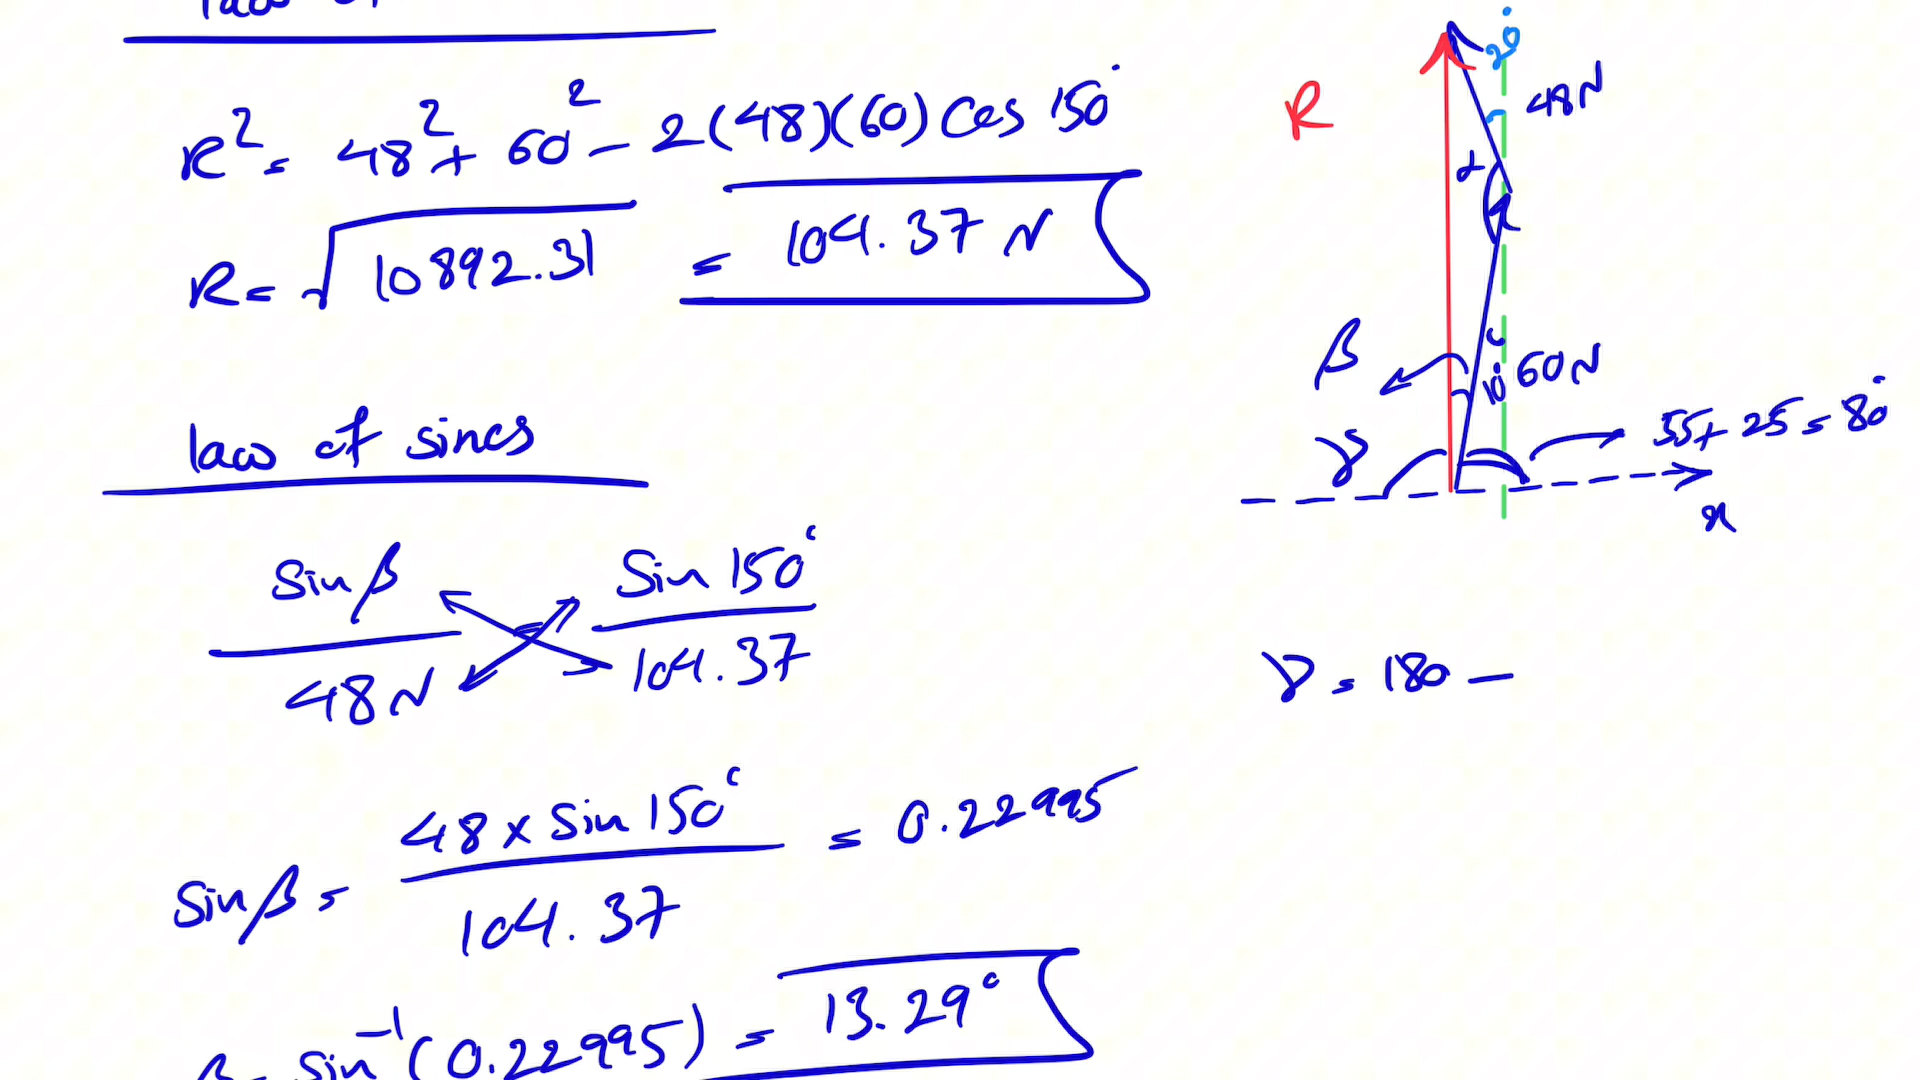 law of
R² = 48² + 60² - 2(48)(60) Cos 150°
R = √10892.31 = 104.37 N
law of sines
Sin β / 48 N = Sin 150° / 104.37
Sin β = 48 x Sin 150° / 104.37 = 0.22995
β = Sin⁻¹(0.22995) = 13.29°
R
20°
48N
α
β
10°
60N
γ
55 + 25 = 80°
x
γ = 180 -